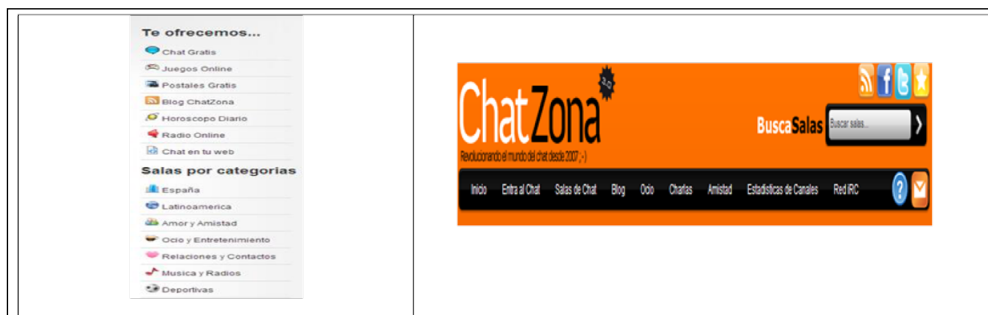 Te ofrecemos...
Chat Gratis
Juegos Online
Postales Gratis
Blog ChatZona
Horoscopo Diario
Radio Online
Chat en tu web
Salas por categorias
España
Latinoamerica
Amor y Amistad
Ocio y Entretenimiento
Relaciones y Contactos
Musica y Radios
Deportivas
ChatZona
Revolucionando el mundo del chat desde 2007 ;-)
BuscaSalas Buscar salas...
Inicio Entra al Chat Salas de Chat Blog Ocio Charlas Amistad Estadisticas de Canales Red IRC